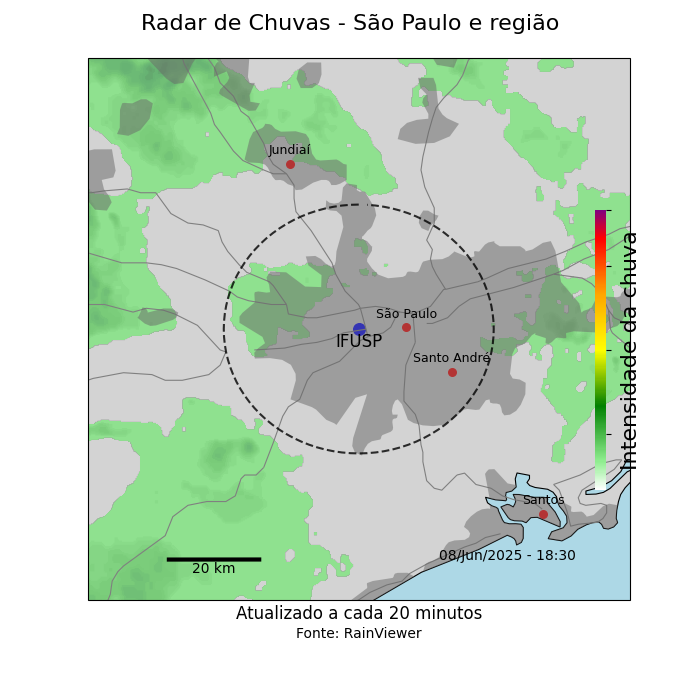 Radar de Chuvas - São Paulo e região
Jundiaí
São Paulo
IFUSP
Santo André
Intensidade da chuva
Santos
08/Jun/2025 - 18:30
20 km
Atualizado a cada 20 minutos
Fonte: RainViewer